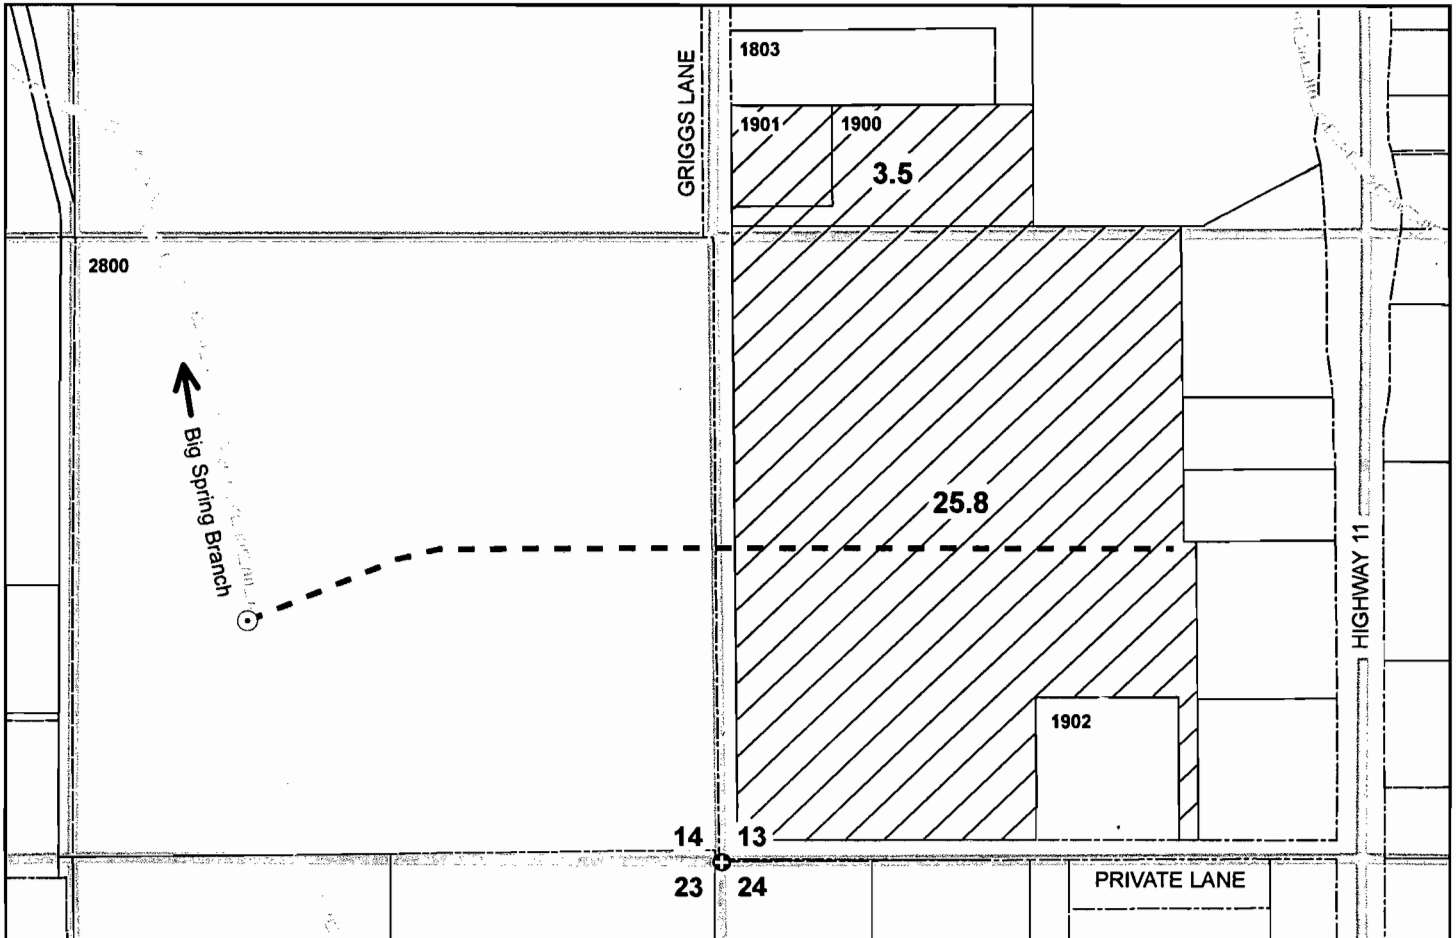 GRIGGS LANE
1803
1901
1900
3.5
2800
Big Spring Branch
25.8
HIGHWAY 11
1902
14 13
23 24
PRIVATE LANE